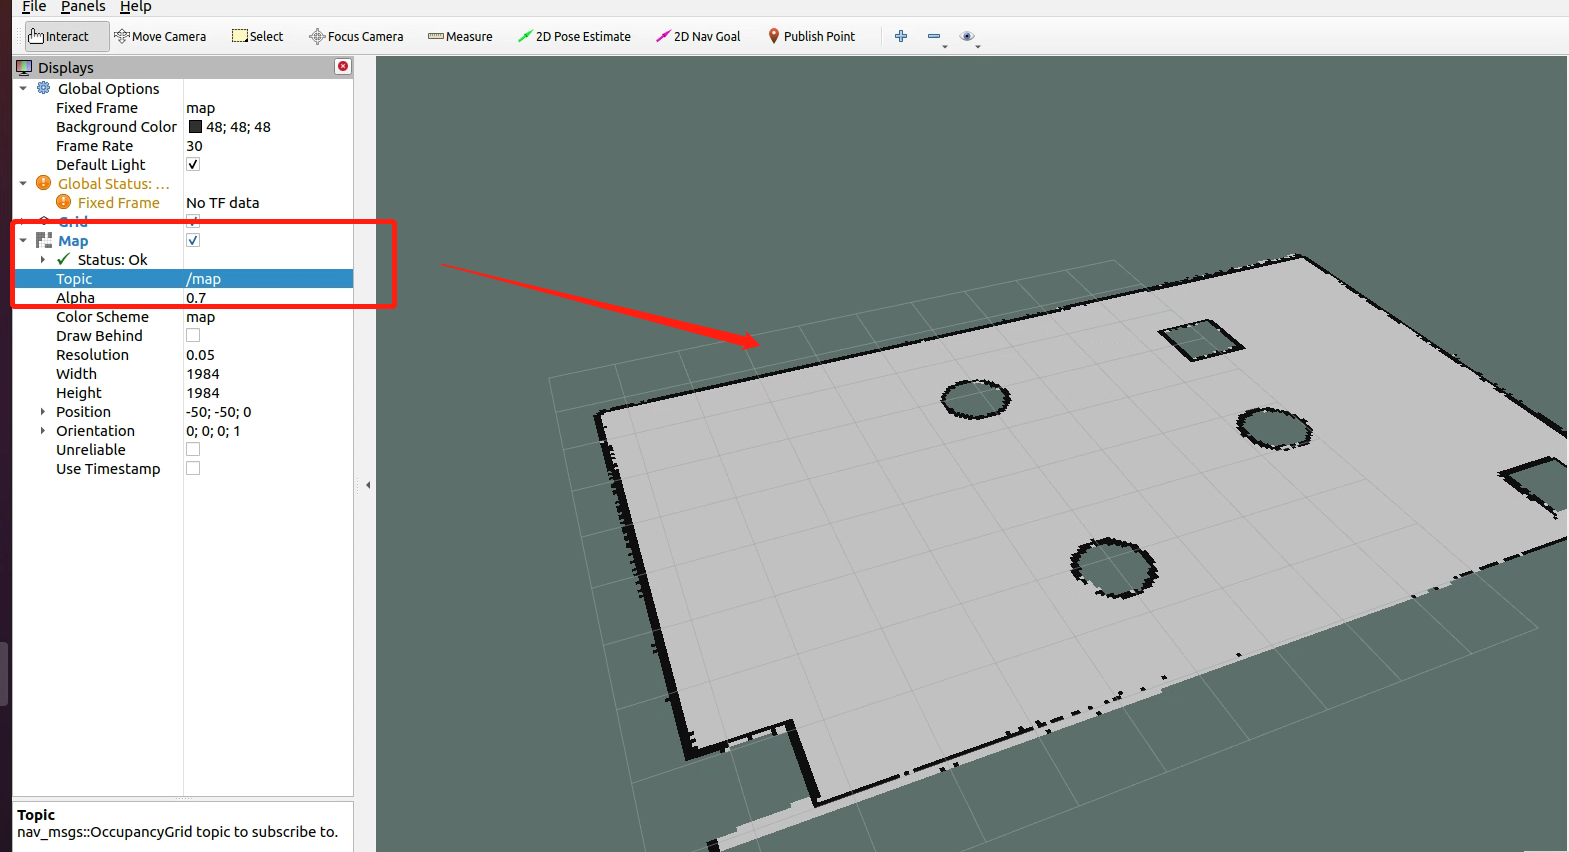 File Panels Help
Interact Move Camera Select Focus Camera Measure 2D Pose Estimate 2D Nav Goal Publish Point
Displays
Global Options
Fixed Frame map
Background Color 48; 48; 48
Frame Rate 30
Default Light
Global Status: ...
Fixed Frame No TF data
Grid
Map
Status: Ok
Topic /map
Alpha 0.7
Color Scheme map
Draw Behind
Resolution 0.05
Width 1984
Height 1984
Position -50; -50; 0
Orientation 0; 0; 0; 1
Unreliable
Use Timestamp
Topic
nav_msgs::OccupancyGrid topic to subscribe to.